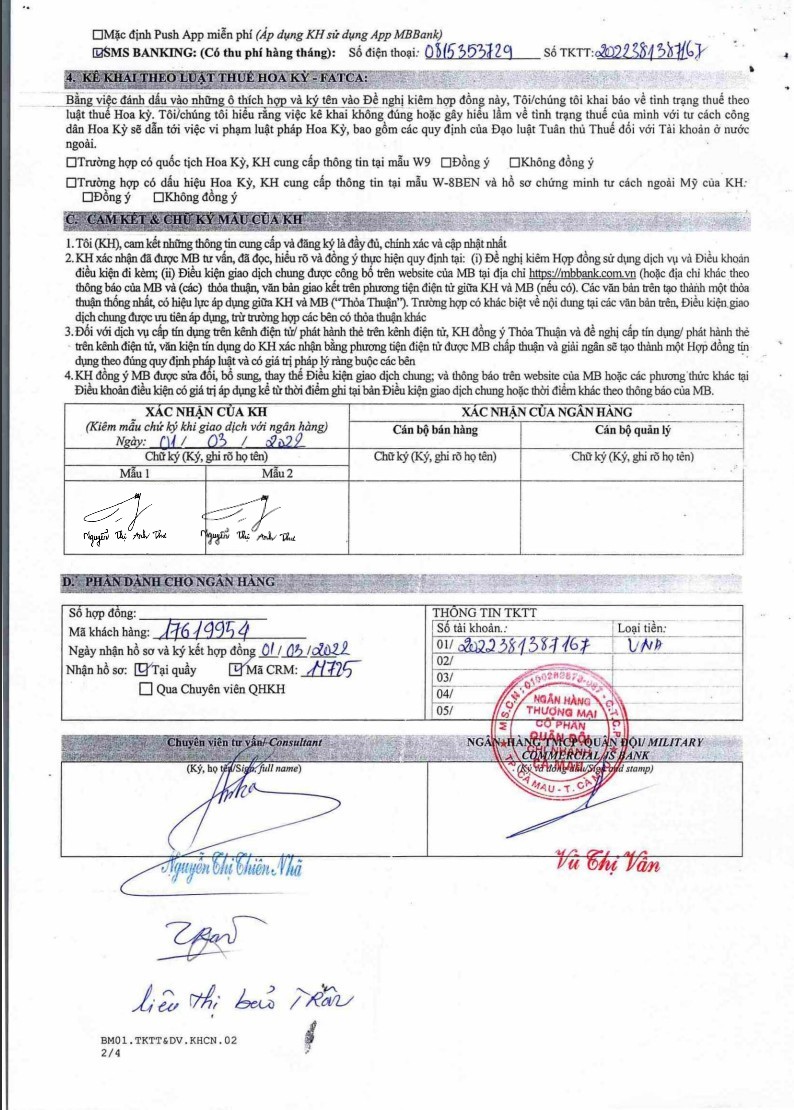 ☐Mặc định Push App miễn phí (Áp dụng KH sử dụng App MBBank)
☑SMS BANKING: (Có thu phí hàng tháng): Số điện thoại: 0815353729 Số TKTT: 2022381387167
4. KÊ KHAI THEO LUẬT THUẾ HOA KỲ - FATCA:
Bằng việc đánh dấu vào những ô thích hợp và ký tên vào Đề nghị kiêm hợp đồng này, Tôi/chúng tôi khai báo về tình trạng thuế theo
luật thuế Hoa kỳ. Tôi/chúng tôi hiểu rằng việc kê khai không đúng hoặc gây hiểu lầm về tình trạng thuế của mình với tư cách công
dân Hoa Kỳ sẽ dẫn tới việc vi phạm luật pháp Hoa Kỳ, bao gồm các quy định của Đạo luật Tuân thủ Thuế đối với Tài khoản ở nước
ngoài.
☐Trường hợp có quốc tịch Hoa Kỳ, KH cung cấp thông tin tại mẫu W9 ☐Đồng ý ☐Không đồng ý
☐Trường hợp có dấu hiệu Hoa Kỳ, KH cung cấp thông tin tại mẫu W-8BEN và hồ sơ chứng minh tư cách ngoài Mỹ của KH:
☐Đồng ý ☐Không đồng ý
C. CAM KẾT & CHỮ KÝ MẪU CỦA KH
1. Tôi (KH), cam kết những thông tin cung cấp và đăng ký là đầy đủ, chính xác và cập nhật nhất
2. KH xác nhận đã được MB tư vấn, đã đọc, hiểu rõ và đồng ý thực hiện quy định tại: (i) Đề nghị kiêm Hợp đồng sử dụng dịch vụ và Điều khoản
điều kiện đi kèm; (ii) Điều kiện giao dịch chung được công bố trên website của MB tại địa chỉ https://mbbank.com.vn (hoặc địa chỉ khác theo
thông báo của MB và (các) thỏa thuận, văn bản giao kết trên phương tiện điện tử giữa KH và MB (nếu có). Các văn bản trên tạo thành một thỏa
thuận thống nhất, có hiệu lực áp dụng giữa KH và MB ("Thỏa Thuận"). Trường hợp có khác biệt về nội dung tại các văn bản trên, Điều kiện giao
dịch chung được ưu tiên áp dụng, trừ trường hợp các bên có thỏa thuận khác
3. Đối với dịch vụ cấp tín dụng trên kênh điện tử/ phát hành thẻ trên kênh điện tử, KH đồng ý Thỏa Thuận và đề nghị cấp tín dụng/ phát hành thẻ
trên kênh điện tử, văn kiện tín dụng do KH xác nhận bằng phương tiện điện tử được MB chấp thuận và giải ngân sẽ tạo thành một Hợp đồng tín
dụng theo đúng quy định pháp luật và có giá trị pháp lý ràng buộc các bên
4. KH đồng ý MB được sửa đổi, bổ sung, thay thế Điều kiện giao dịch chung; và thông báo trên website của MB hoặc các phương thức khác tại
Điều khoản điều kiện có giá trị áp dụng kể từ thời điểm ghi tại bản Điều kiện giao dịch chung hoặc thời điểm khác theo thông báo của MB.
XÁC NHẬN CỦA KH XÁC NHẬN CỦA NGÂN HÀNG
(Kiêm mẫu chữ ký khi giao dịch với ngân hàng) Cán bộ bán hàng Cán bộ quản lý
Ngày: 01 / 03 / 2022
Chữ ký (Ký, ghi rõ họ tên) Chữ ký (Ký, ghi rõ họ tên) Chữ ký (Ký, ghi rõ họ tên)
Mẫu 1 Mẫu 2
Nguyễn Thị Anh Thư Nguyễn Thị Anh Thư
D. PHẦN DÀNH CHO NGÂN HÀNG
Số hợp đồng:
Mã khách hàng: 17619954
Ngày nhận hồ sơ và ký kết hợp đồng 01/03/2022
Nhận hồ sơ: ☑Tại quầy ☑Mã CRM: 11725
☐ Qua Chuyên viên QHKH
THÔNG TIN TKTT
Số tài khoản.: Loại tiền:
01/ 2022381387167 VNĐ
02/
03/
04/
05/
NGÂN HÀNG
THƯƠNG MẠI
CỔ PHẦN
QUÂN ĐỘI
CHI NHÁNH
CÀ MAU
TP. CÀ MAU - T. CÀ MAU
Chuyên viên tư vấn/ Consultant
(Ký, họ tên/Sign, full name)
Nguyễn Thị Thiên Nhã
NGÂN HÀNG TMCP QUÂN ĐỘI/ MILITARY
COMMERCIAL JS BANK
(Ký và đóng dấu/Sign and stamp)
Vũ Thị Vân
liêu thị bảo Trân
BM01.TKTT&DV.KHCN.02
2/4